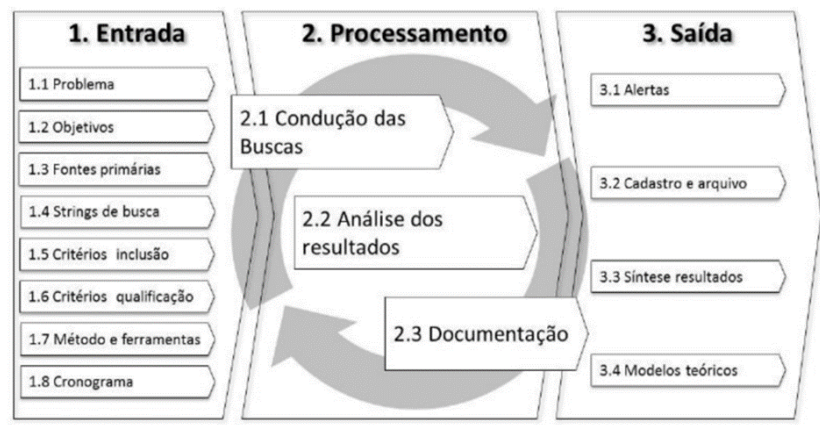 1. Entrada
1.1 Problema
1.2 Objetivos
1.3 Fontes primárias
1.4 Strings de busca
1.5 Critérios inclusão
1.6 Critérios qualificação
1.7 Método e ferramentas
1.8 Cronograma
2. Processamento
2.1 Condução das
Buscas
2.2 Análise dos
resultados
2.3 Documentação
3. Saída
3.1 Alertas
3.2 Cadastro e arquivo
3.3 Síntese resultados
3.4 Modelos teóricos